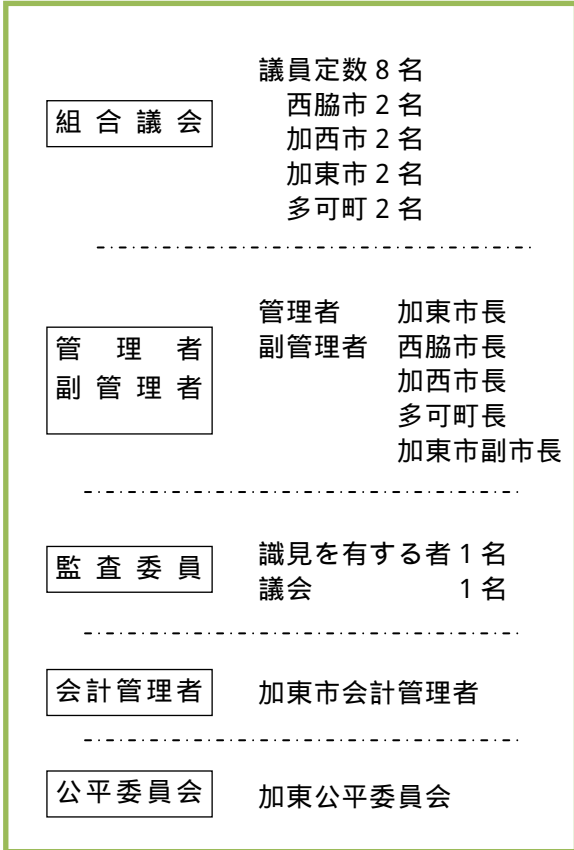 議員定数8名
組合議会
西脇市2名
加西市2名
加東市2名
多可町2名
管理者 加東市長
管理者
副管理者 西脇市長
副管理者
加西市長
多可町長
加東市副市長
監査委員
識見を有する者1名
議会 1名
会計管理者 加東市会計管理者
公平委員会 加東公平委員会